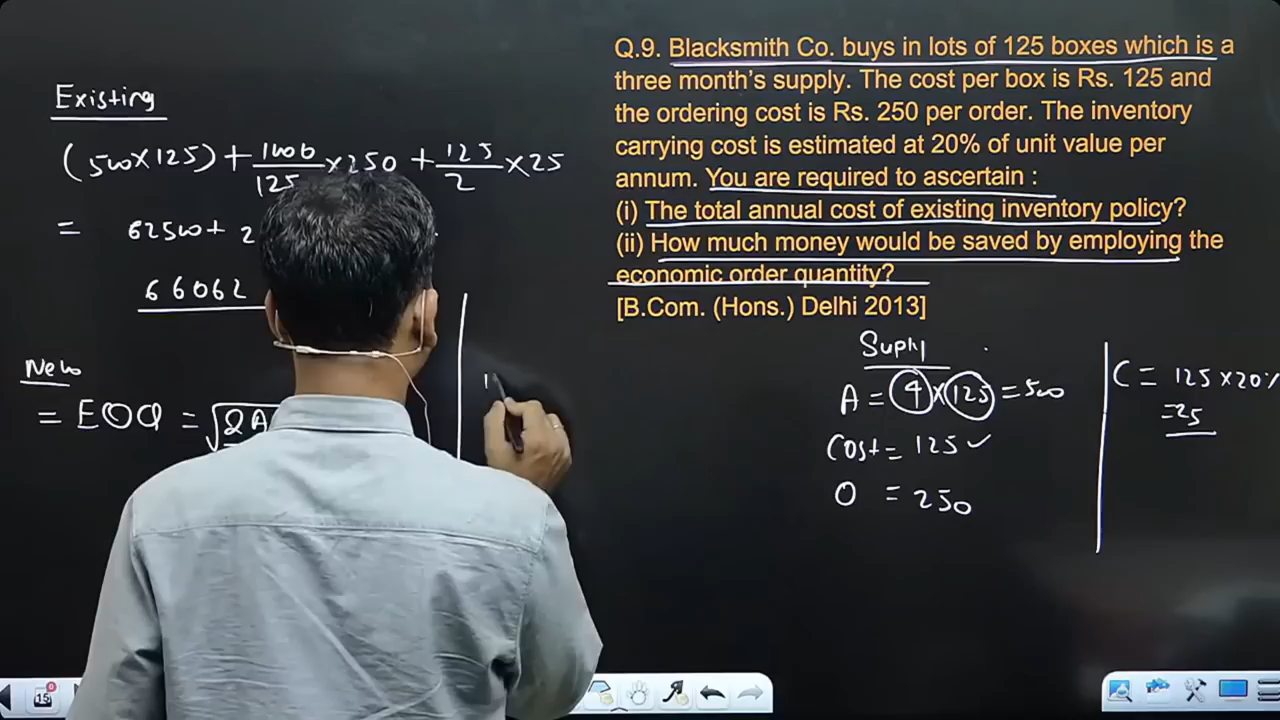 Q.9. Blacksmith Co. buys in lots of 125 boxes which is a
three month's supply. The cost per box is Rs. 125 and
the ordering cost is Rs. 250 per order. The inventory
carrying cost is estimated at 20% of unit value per
annum. You are required to ascertain :
(i) The total annual cost of existing inventory policy?
(ii) How much money would be saved by employing the
economic order quantity?
[B.Com. (Hons.) Delhi 2013]
Existing
(500×125) + /125 ×250 + 125/2 ×25
= 62500+ 2
66062
New
= EOQ = √2A
Suply
A = 4×125 = 500
Cost = 125 ✓
O = 250
C = 125 ×20%
=25
15